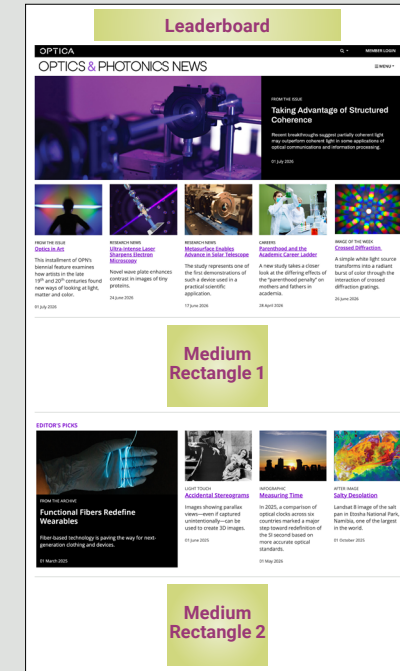 Leaderboard
OPTICA
MEMBER LOGIN
OPTICS & PHOTONICS NEWS
MENU
FROM THE ISSUE
Taking Advantage of Structured
Coherence
Recent breakthroughs suggest partially coherent light
may outperform coherent light in some applications of
optical communications and information processing.
01 July 2026
FROM THE ISSUE
Optics in Art
This installment of OPN's
biennial feature examines
how artists in the late
19th and 20th centuries found
new ways of looking at light,
matter and color.
01 July 2026
RESEARCH NEWS
Ultra-Intense Laser
Sharpens Electron
Microscopy
Novel wave plate enhances
contrast in images of tiny
proteins.
24 June 2026
RESEARCH NEWS
Metasurface Enables
Advance in Solar Telescope
The study represents one of
the first demonstrations of
such a device used in a
practical scientific
application.
17 June 2026
CAREERS
Parenthood and the
Academic Career Ladder
A new study takes a closer
look at the differing effects of
the "parenthood penalty" on
mothers and fathers in
academia.
28 April 2026
IMAGE OF THE WEEK
Crossed Diffraction
A simple white light source
transforms into a radiant
burst of color through the
interaction of crossed
diffraction gratings.
26 June 2026
Medium
Rectangle 1
EDITOR'S PICKS
FROM THE ARCHIVE
Functional Fibers Redefine
Wearables
Fiber-based technology is paving the way for next-
generation clothing and devices.
01 March 2025
LIGHT TOUCH
Accidental Stereograms
Images showing parallax
views—even if captured
unintentionally—can be
used to create 3D images.
01 June 2025
INFOGRAPHIC
Measuring Time
In 2025, a comparison of
optical clocks across six
countries marked a major
step toward redefinition of
the SI second based on
more accurate optical
standards.
01 May 2026
AFTER IMAGE
Salty Desolation
Landsat 8 image of the salt
pan in Etosha National Park,
Namibia, one of the largest
in the world.
01 October 2025
Medium
Rectangle 2